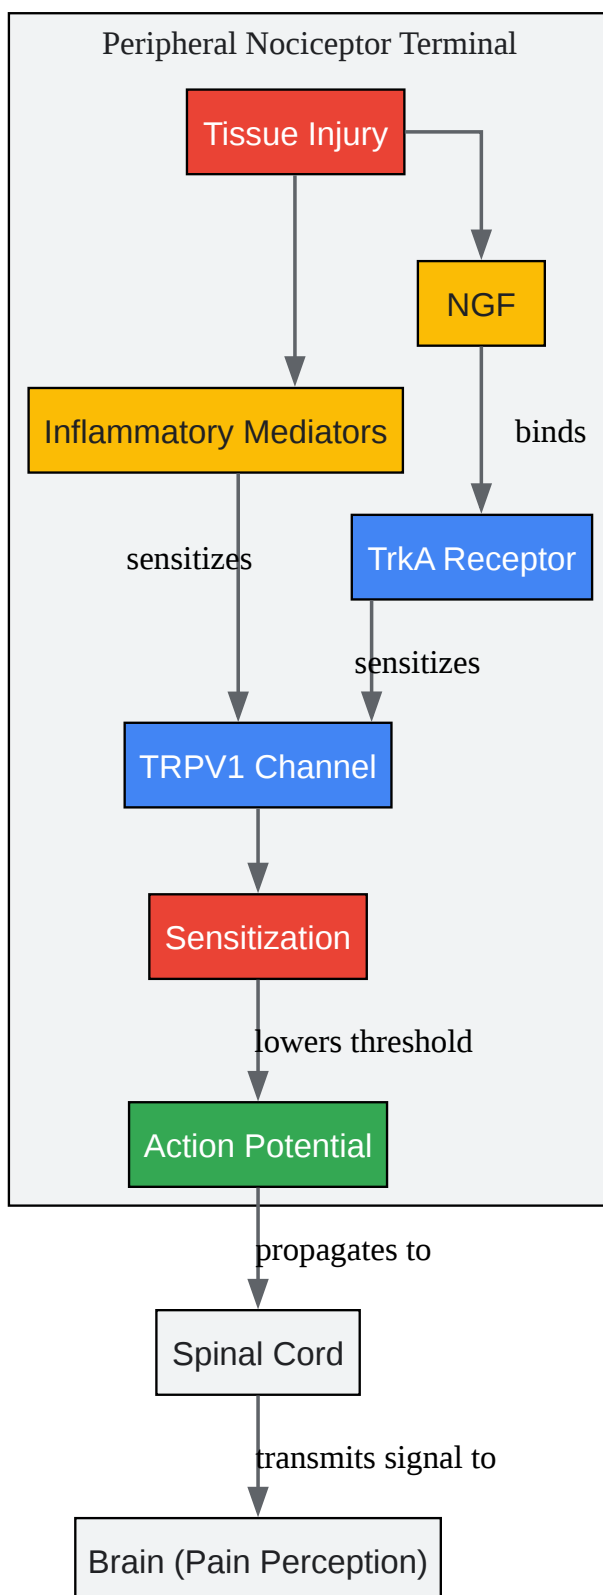 Peripheral Nociceptor Terminal
Tissue Injury
NGF
Inflammatory Mediators
binds
sensitizes
TrkA Receptor
sensitizes
TRPV1 Channel
Sensitization
lowers threshold
Action Potential
propagates to
Spinal Cord
transmits signal to
Brain (Pain Perception)